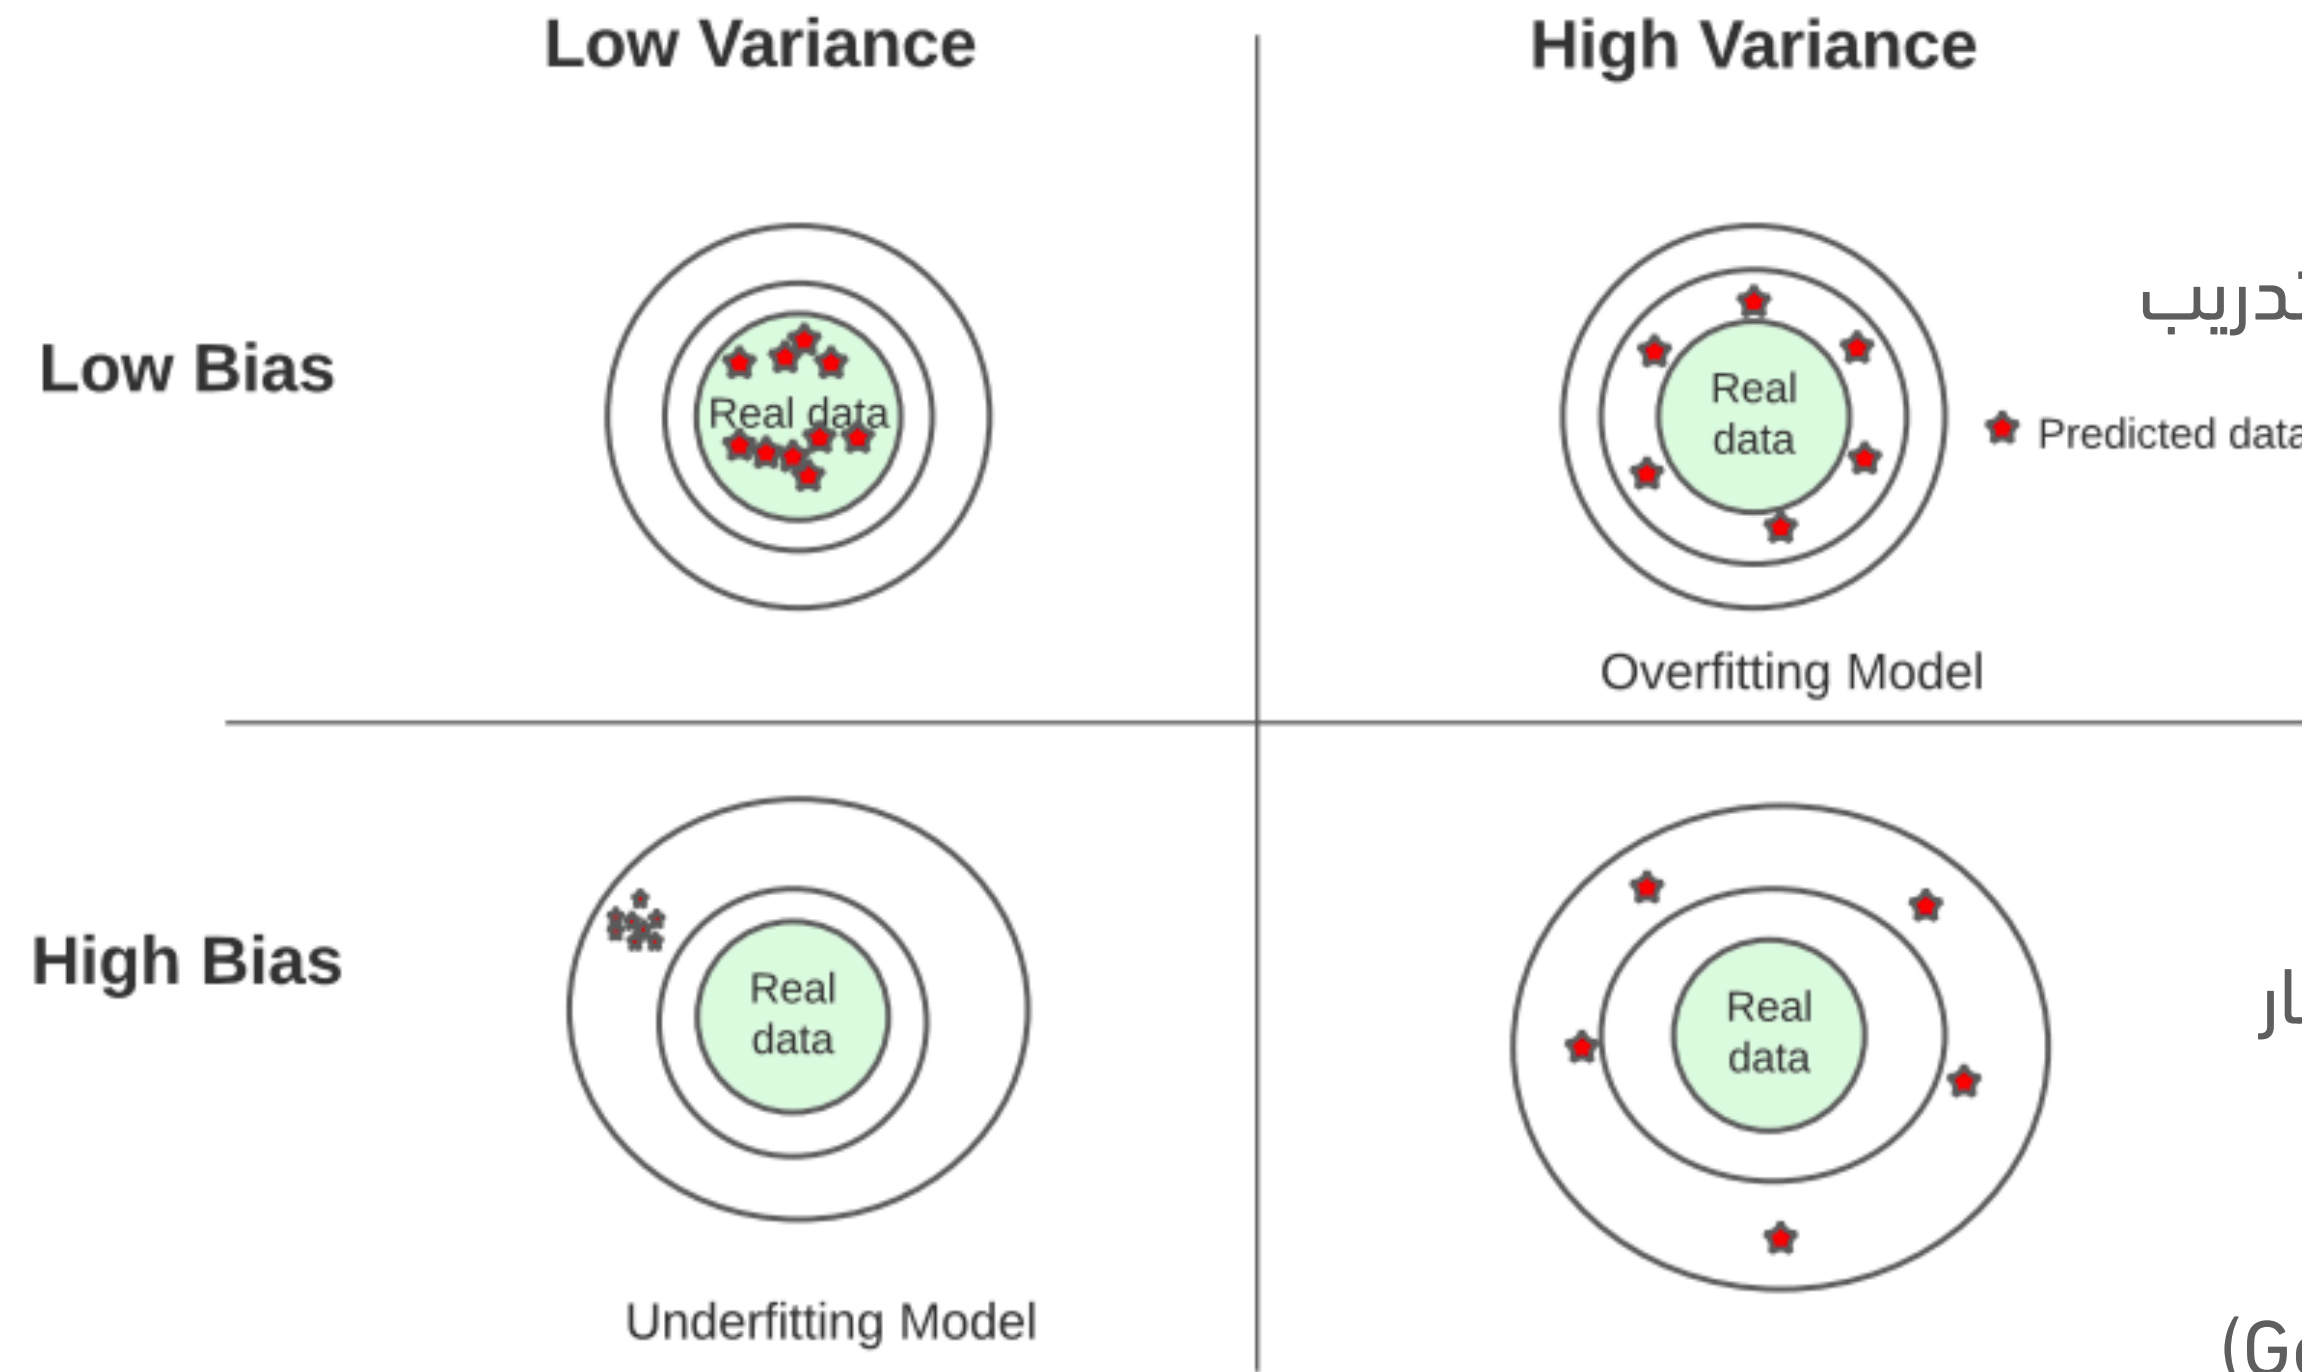 Low Variance
High Variance
Low Bias
Real data
Real
data
Predicted data
Overfitting Model
High Bias
Real
data
Real
data
Underfitting Model